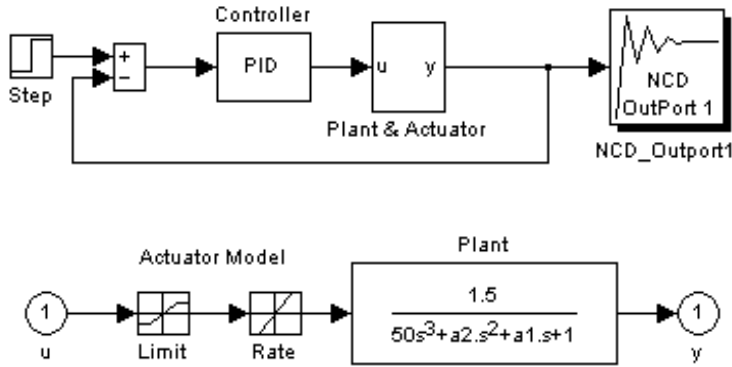 Controller
+
−
PID
u y
NCD
OutPort 1
Step
Plant & Actuator
NCD_Outport1
Actuator Model
Plant
1
1.5
50s³+a2.s²+a1.s+1
1
u
Limit
Rate
y